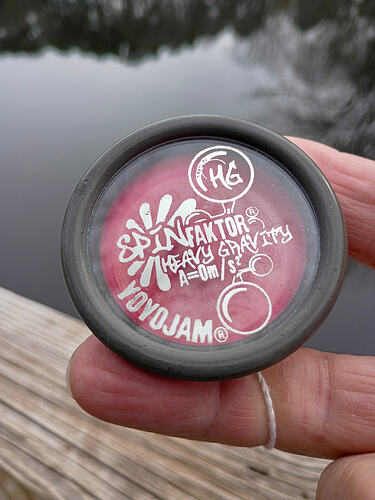 HG
SPINFAKTOR®
HEAVY GRAVITY
A=0m/s²
YOYOJAM®